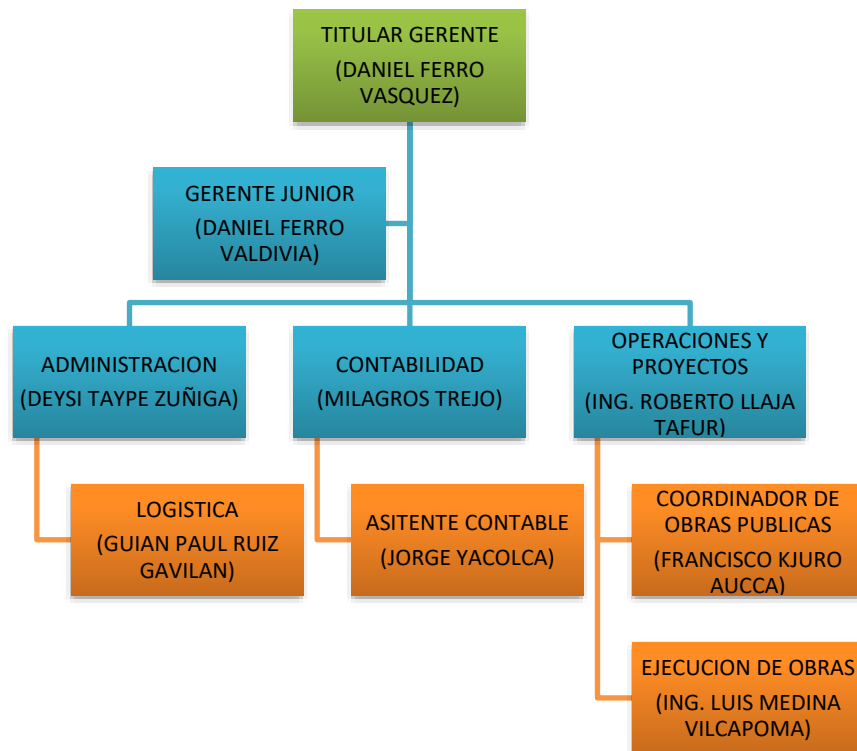 TITULAR GERENTE
(DANIEL FERRO
VASQUEZ)
GERENTE JUNIOR
(DANIEL FERRO
VALDIVIA)
ADMINISTRACION
(DEYSI TAYPE ZUÑIGA)
CONTABILIDAD
(MILAGROS TREJO)
OPERACIONES Y
PROYECTOS
(ING. ROBERTO LLAJA
TAFUR)
LOGISTICA
(GUIAN PAUL RUIZ
GAVILAN)
ASITENTE CONTABLE
(JORGE YACOLCA)
COORDINADOR DE
OBRAS PUBLICAS
(FRANCISCO KJURO
AUCCA)
EJECUCION DE OBRAS
(ING. LUIS MEDINA
VILCAPOMA)